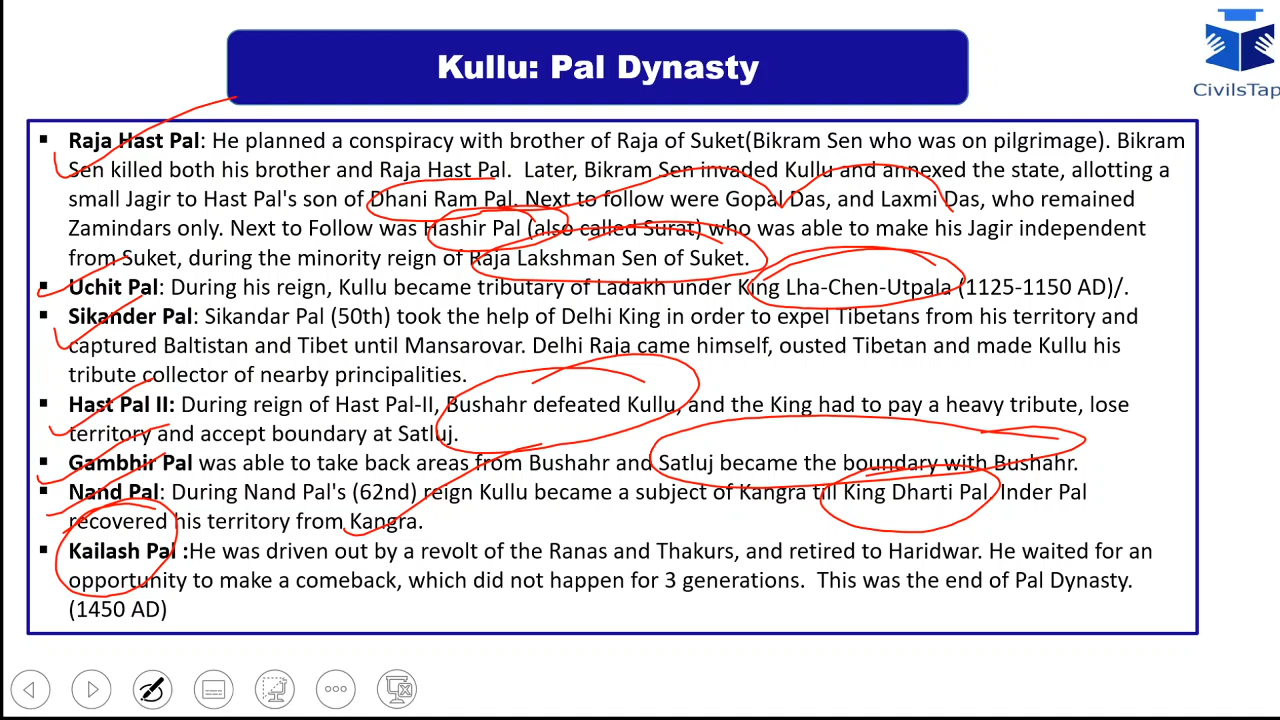 Kullu: Pal Dynasty
CivilsTap
▪ Raja Hast Pal: He planned a conspiracy with brother of Raja of Suket(Bikram Sen who was on pilgrimage). Bikram
Sen killed both his brother and Raja Hast Pal. Later, Bikram Sen invaded Kullu and annexed the state, allotting a
small Jagir to Hast Pal's son of Dhani Ram Pal. Next to follow were Gopal Das, and Laxmi Das, who remained
Zamindars only. Next to Follow was Hashir Pal (also called Surat) who was able to make his Jagir independent
from Suket, during the minority reign of Raja Lakshman Sen of Suket.
▪ Uchit Pal: During his reign, Kullu became tributary of Ladakh under King Lha-Chen-Utpala (1125-1150 AD)/.
▪ Sikander Pal: Sikandar Pal (50th) took the help of Delhi King in order to expel Tibetans from his territory and
captured Baltistan and Tibet until Mansarovar. Delhi Raja came himself, ousted Tibetan and made Kullu his
tribute collector of nearby principalities.
▪ Hast Pal II: During reign of Hast Pal-II, Bushahr defeated Kullu, and the King had to pay a heavy tribute, lose
territory and accept boundary at Satluj.
▪ Gambhir Pal was able to take back areas from Bushahr and Satluj became the boundary with Bushahr.
▪ Nand Pal: During Nand Pal's (62nd) reign Kullu became a subject of Kangra till King Dharti Pal. Inder Pal
recovered his territory from Kangra.
▪ Kailash Pal :He was driven out by a revolt of the Ranas and Thakurs, and retired to Haridwar. He waited for an
opportunity to make a comeback, which did not happen for 3 generations. This was the end of Pal Dynasty.
(1450 AD)